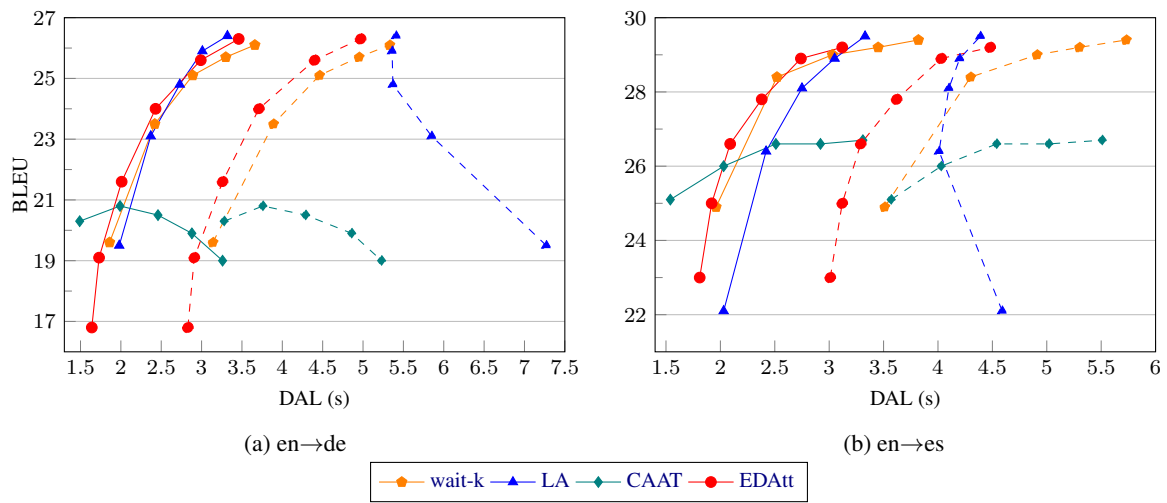 27
25
23
21
19
17
BLEU
1.5 2 2.5 3 3.5 4 4.5 5 5.5 6 6.5 7 7.5
DAL (s)
(a) en→de
30
28
26
24
22
1.5 2 2.5 3 3.5 4 4.5 5 5.5 6
DAL (s)
(b) en→es
wait-k LA CAAT EDAtt